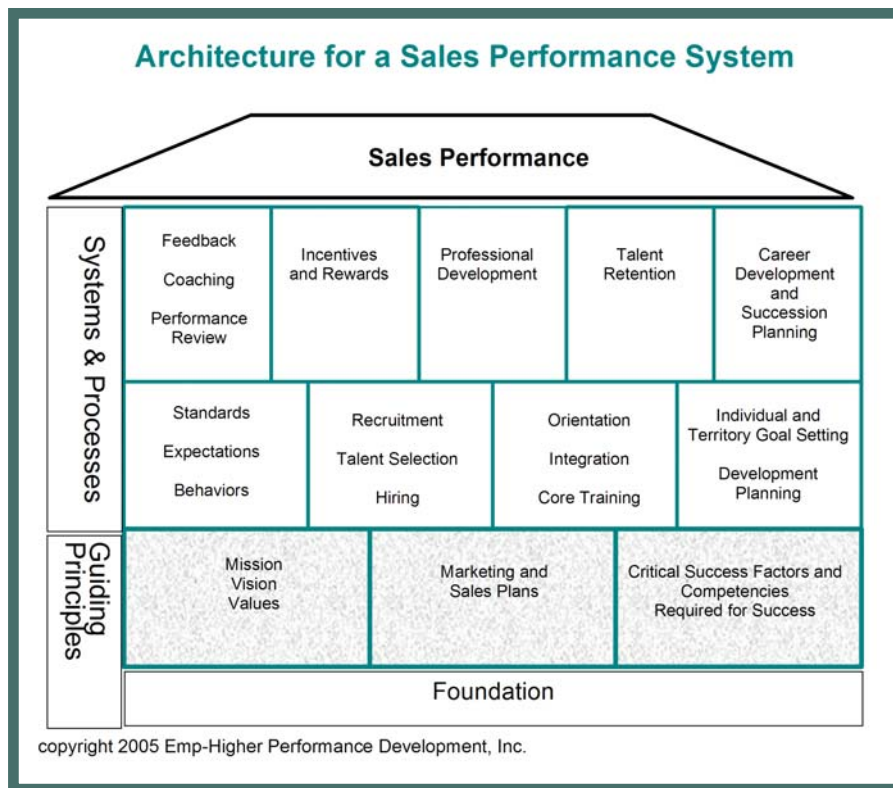 Architecture for a Sales Performance System
Sales Performance
Systems & Processes
Feedback
Coaching
Performance
Review
Incentives
and Rewards
Professional
Development
Talent
Retention
Career
Development
and
Succession
Planning
Standards
Expectations
Behaviors
Recruitment
Talent Selection
Hiring
Orientation
Integration
Core Training
Individual and
Territory Goal Setting
Development
Planning
Guiding
Principles
Mission
Vision
Values
Marketing and
Sales Plans
Critical Success Factors and
Competencies
Required for Success
Foundation
copyright 2005 Emp-Higher Performance Development, Inc.